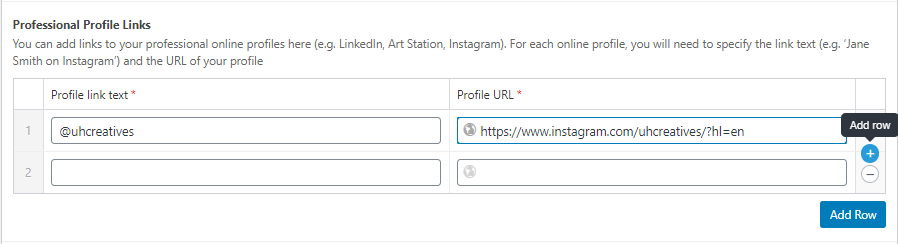 Professional Profile Links
You can add links to your professional online profiles here (e.g. LinkedIn, Art Station, Instagram). For each online profile, you will need to specify the link text (e.g. 'Jane
Smith on Instagram') and the URL of your profile
Profile link text * Profile URL *
Add row
1 @uhcreatives https://www.instagram.com/uhcreatives/?hl=en
2
Add Row